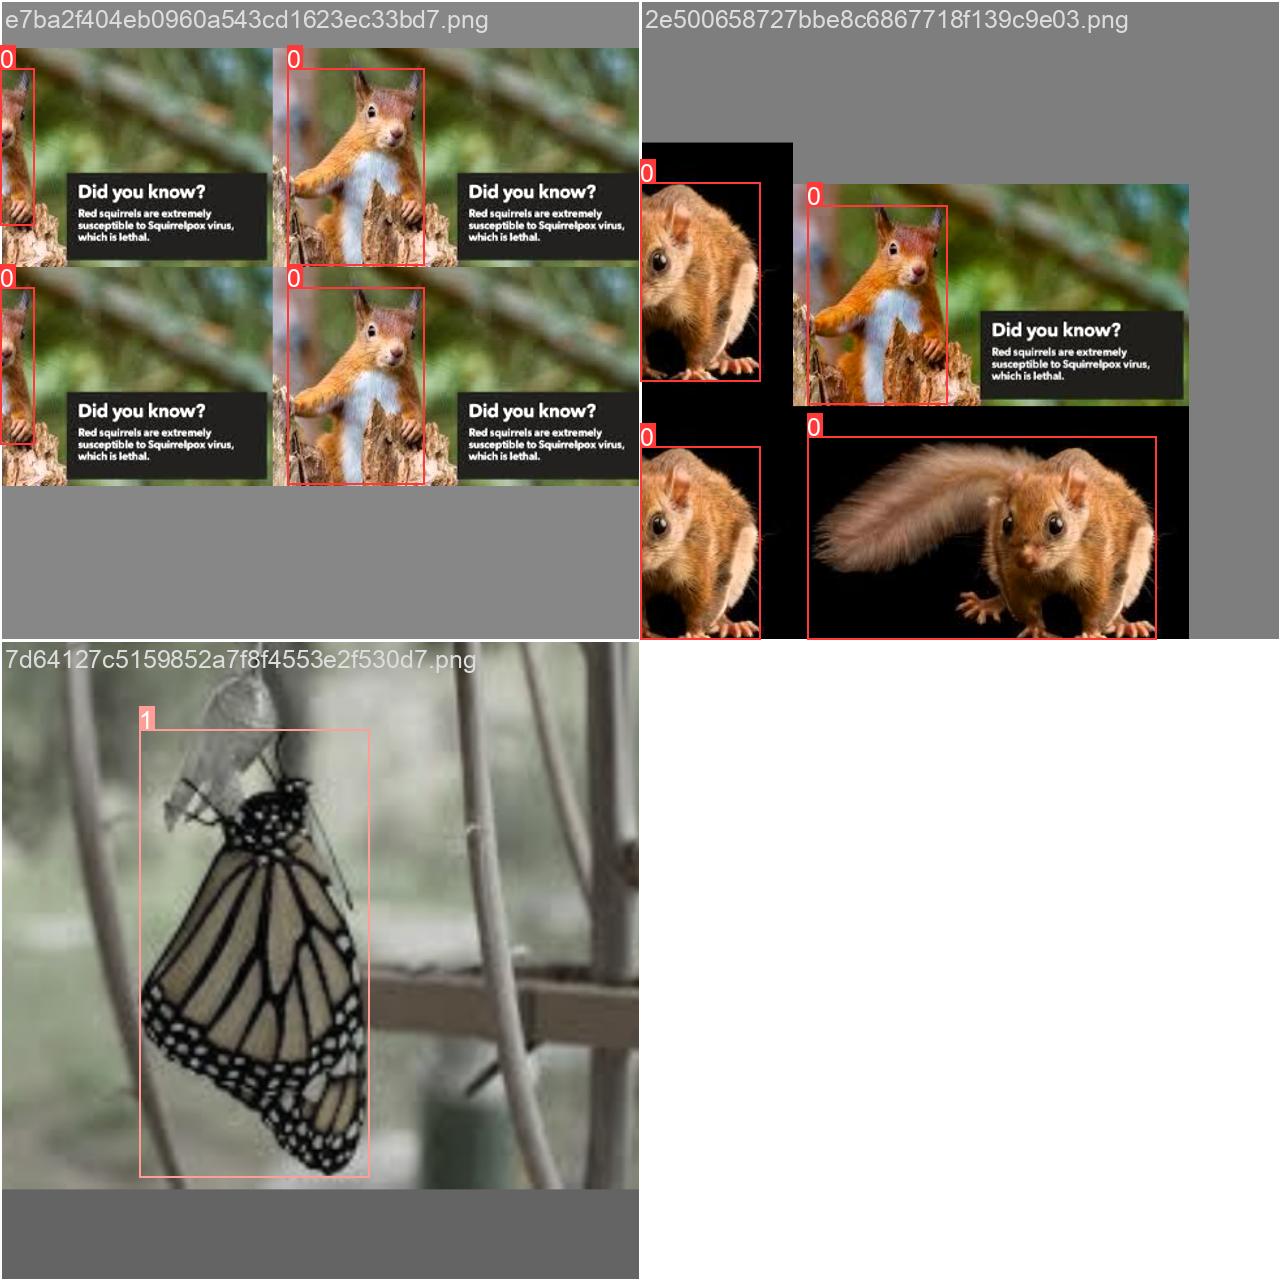 e7ba2f404eb0960a543cd1623ec33bd7.png
0
0
Did you know?
Red squirrels are extremely
susceptible to Squirrelpox virus,
which is lethal.
Did you know?
Red squirrels are extremely
susceptible to Squirrelpox virus,
which is lethal.
0
0
Did you know?
Red squirrels are extremely
susceptible to Squirrelpox virus,
which is lethal.
Did you know?
Red squirrels are extremely
susceptible to Squirrelpox virus,
which is lethal.
2e500658727bbe8c6867718f139c9e03.png
0
0
Did you know?
Red squirrels are extremely
susceptible to Squirrelpox virus,
which is lethal.
0
0
7d64127c5159852a7f8f4553e2f530d7.png
1